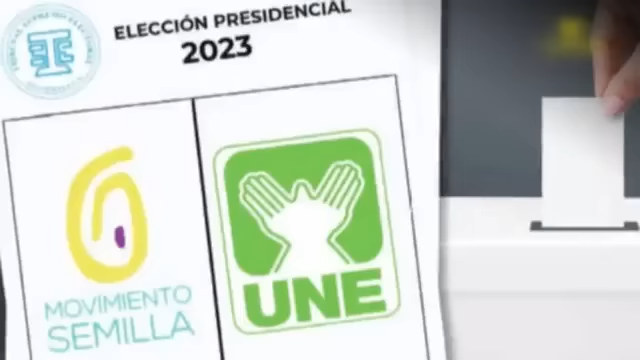 ELECCIÓN PRESIDENCIAL
2023
MOVIMIENTO
SEMILLA
UNE